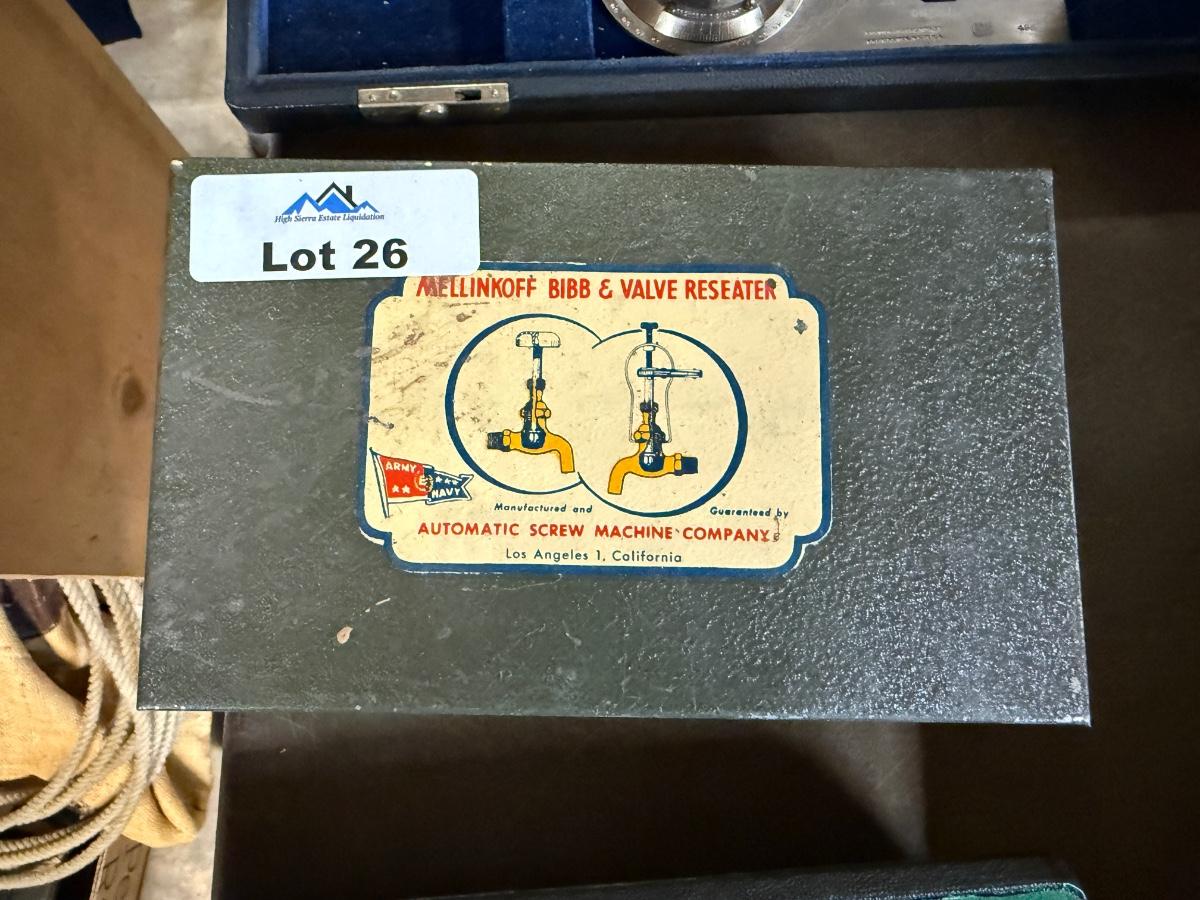 High Sierra Estate Liquidation
Lot 26
MELLINKOFF BIBB & VALVE RESEATER
ARMY
E
NAVY
Manufactured and Guaranteed by
AUTOMATIC SCREW MACHINE COMPANY
Los Angeles 1, California